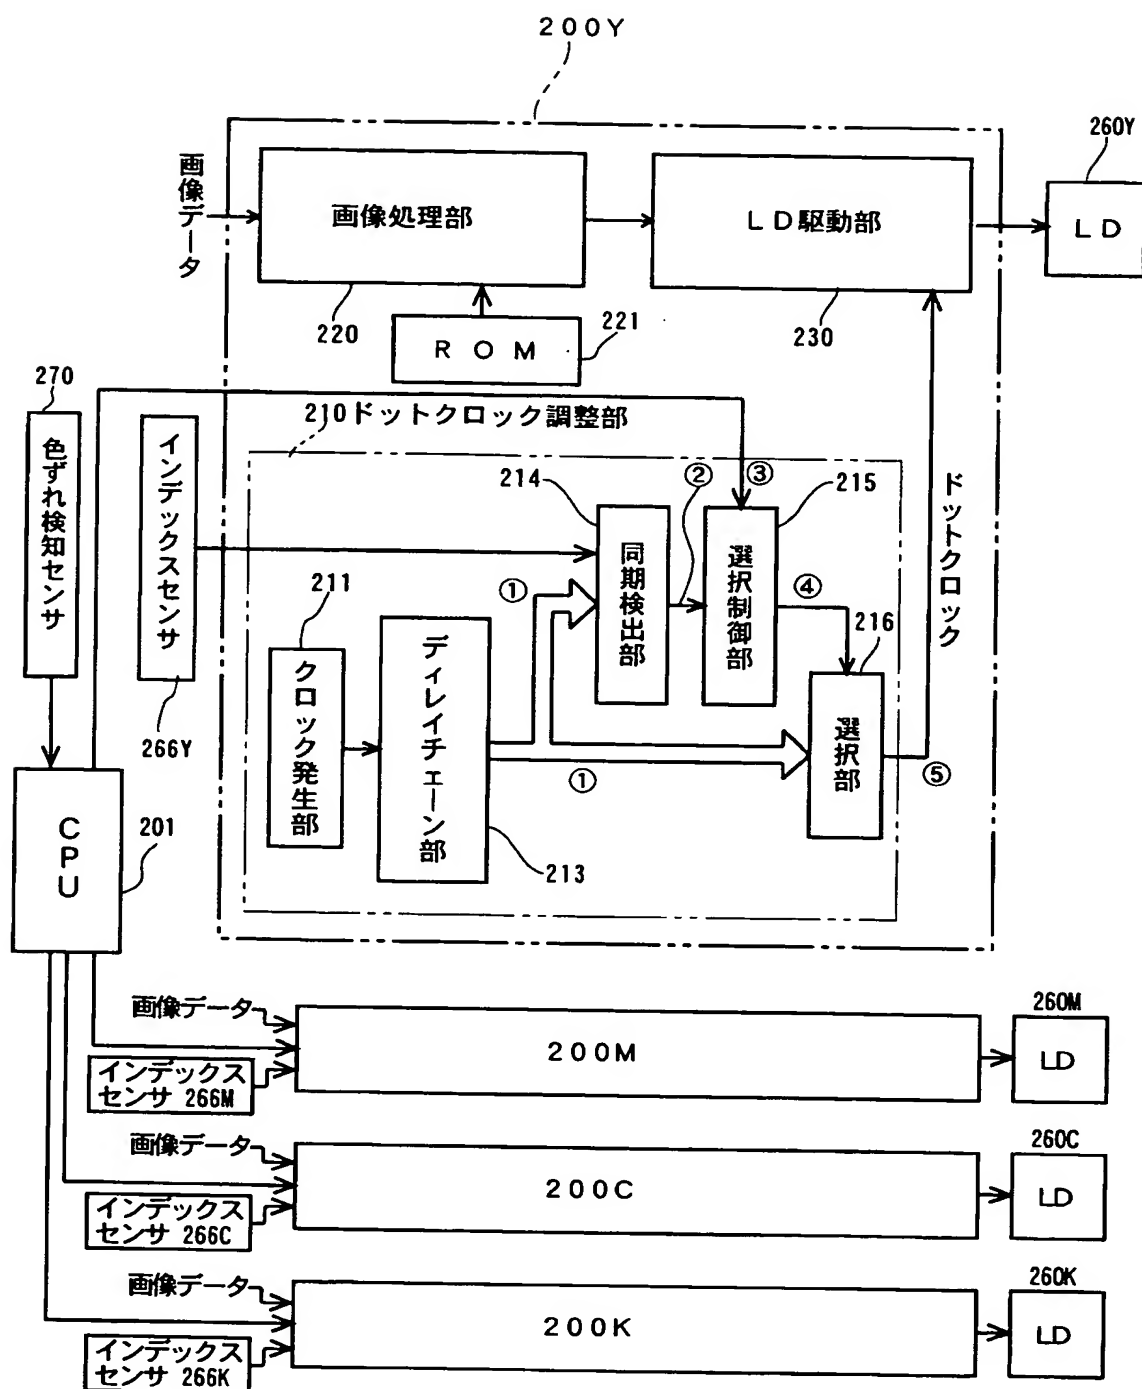 200Y
260Y
画像データ
画像処理部
LD駆動部
LD
220
221
230
ROM
270
210ドットクロック調整部
色ずれ検知センサ
インデックスセンサ
214
②
③
215
ドットクロック
同期検出部
選択制御部
①
④
211
216
クロック発生部
ディレイチェーン部
選択部
266Y
①
⑤
CPU
201
213
画像データ
260M
200M
LD
インデックス
センサ 266M
画像データ
260C
200C
LD
インデックス
センサ 266C
画像データ
260K
200K
LD
インデックス
センサ 266K